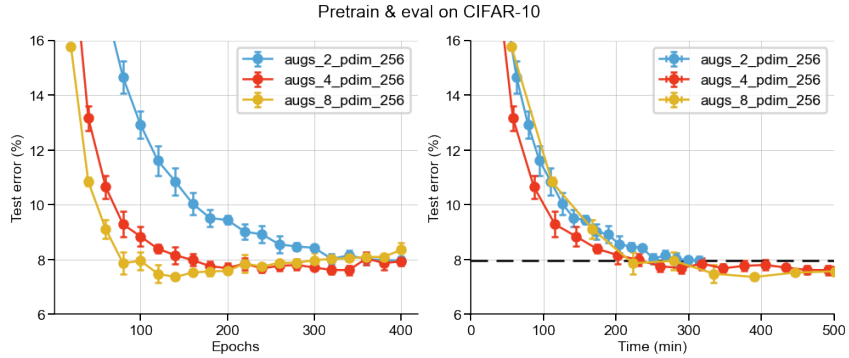 Pretrain & eval on CIFAR-10
16
14
12
10
8
6
Test error (%)
100
200
300
400
Epochs
augs_2_pdim_256
augs_4_pdim_256
augs_8_pdim_256
16
14
12
10
8
6
Test error (%)
0
100
200
300
400
500
Time (min)
augs_2_pdim_256
augs_4_pdim_256
augs_8_pdim_256